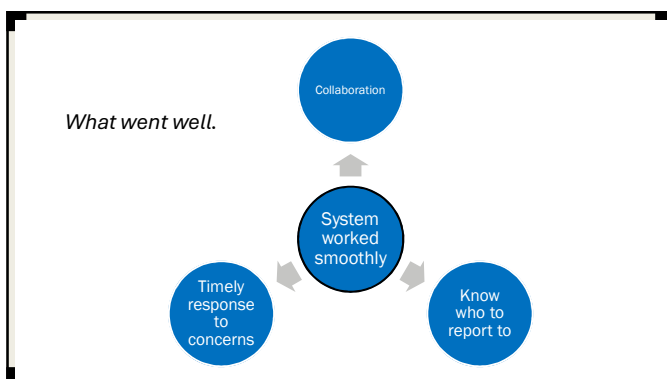 Collaboration
What went well.
System
worked
smoothly
Timely
response
to
concerns
Know
who to
report to